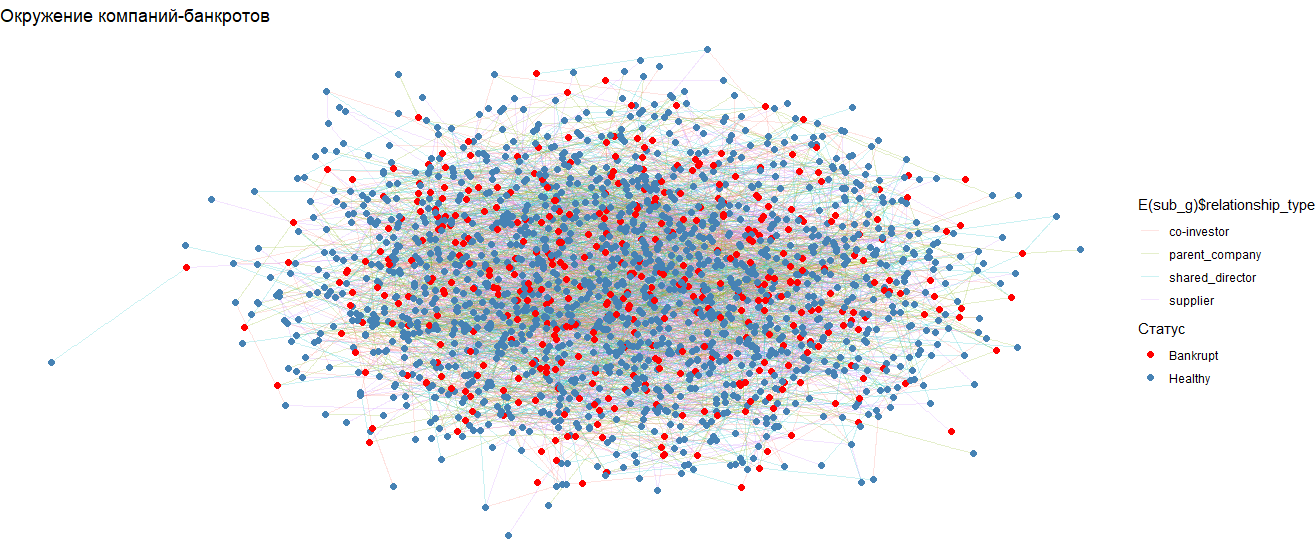 Окружение компаний-банкротов
E(sub_g)$relationship_type
co-investor
parent_company
shared_director
supplier
Статус
Bankrupt
Healthy